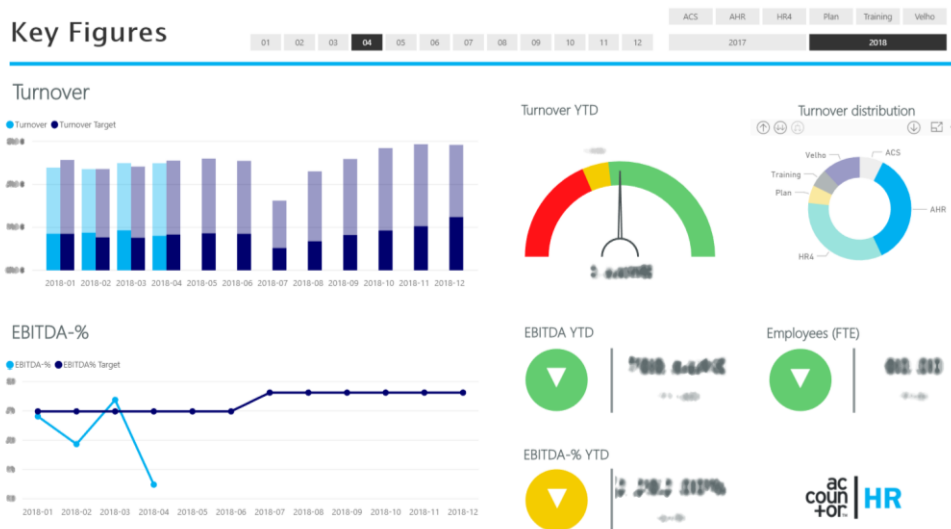 Key Figures
01 02 03 04 05 06 07 08 09 10 11 12
ACS AHR HR4 Plan Training Velho
2017 2018
Turnover
Turnover Turnover Target
2018-01 2018-02 2018-03 2018-04 2018-05 2018-06 2018-07 2018-08 2018-09 2018-10 2018-11 2018-12
Turnover YTD
Turnover distribution
Velho
ACS
Training
Plan
AHR
HR4
EBITDA-%
EBITDA-% EBITDA% Target
2018-01 2018-02 2018-03 2018-04 2018-05 2018-06 2018-07 2018-08 2018-09 2018-10 2018-11 2018-12
EBITDA YTD
Employees (FTE)
EBITDA-% YTD
ac
coun
+or™ HR